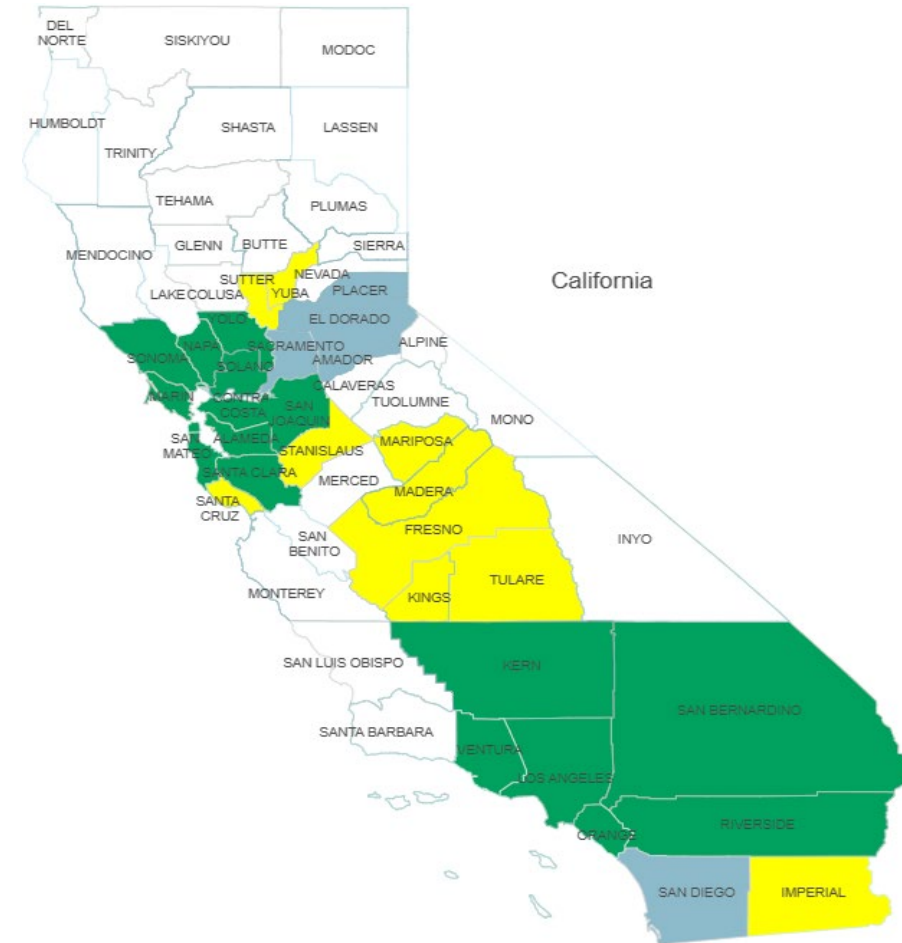 DEL
NORTE
SISKIYOU
MODOC
HUMBOLDT
TRINITY
SHASTA
LASSEN
TEHAMA
PLUMAS
MENDOCINO
GLENN
BUTTE
SIERRA
LAKE
COLUSA
SUTTER
YUBA
NEVADA
PLACER
California
YOLO
EL DORADO
SONOMA
NAPA
SOLANO
SACRAMENTO
AMADOR
ALPINE
MARIN
CONTRA
COSTA
SAN
JOAQUIN
CALAVERAS
TUOLUMNE
MONO
SAN
MATEO
ALAMEDA
STANISLAUS
MARIPOSA
SANTA CLARA
MERCED
MADERA
SANTA
CRUZ
SAN
BENITO
FRESNO
INYO
MONTEREY
KINGS
TULARE
SAN LUIS OBISPO
KERN
SAN BERNARDINO
SANTA BARBARA
VENTURA
LOS ANGELES
ORANGE
RIVERSIDE
SAN DIEGO
IMPERIAL